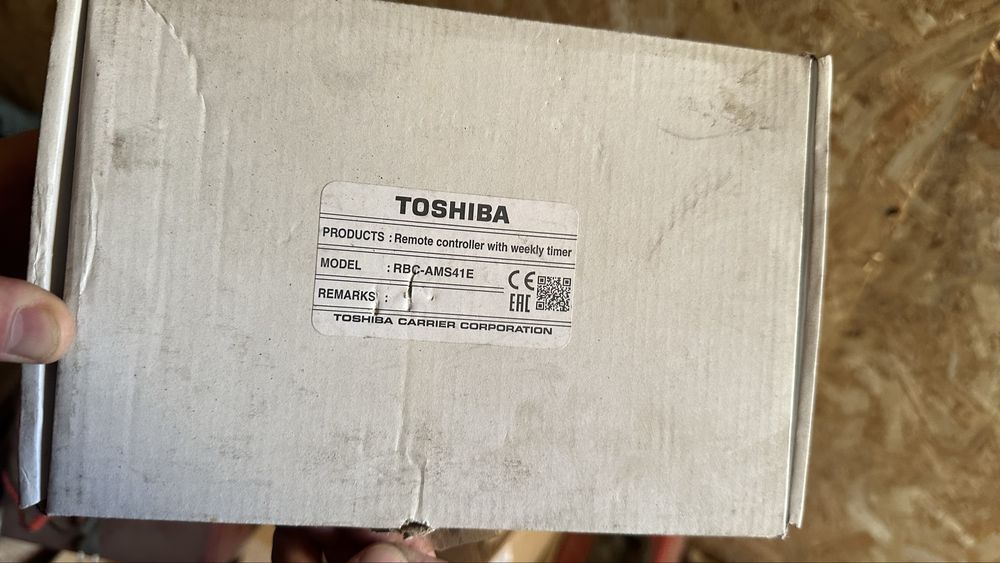 TOSHIBA
PRODUCTS : Remote controller with weekly timer
MODEL : RBC-AMS41E
REMARKS :
CE
EAC
TOSHIBA CARRIER CORPORATION